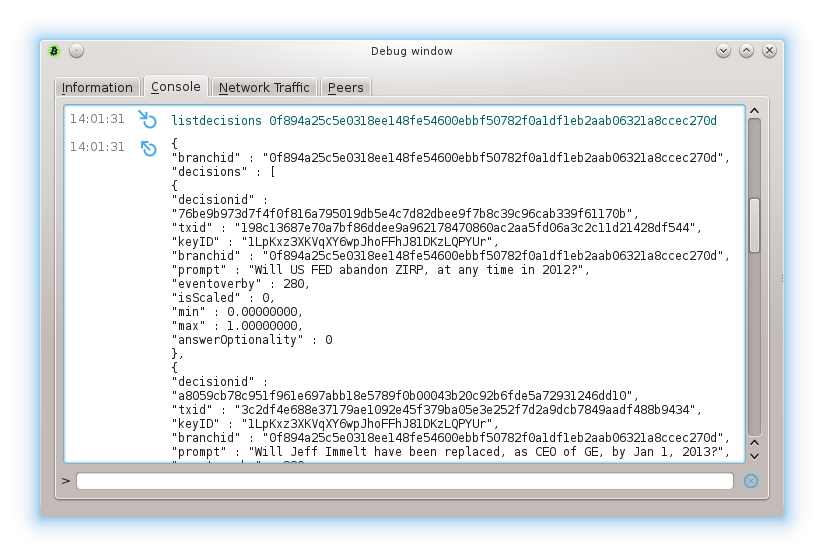 Debug window
Information Console Network Traffic Peers
14:01:31 listdecisions 0f894a25c5e0318ee148fe54600ebbf50782f0a1df1eb2aab06321a8ccec270d
14:01:31 {
"branchid" : "0f894a25c5e0318ee148fe54600ebbf50782f0a1df1eb2aab06321a8ccec270d",
"decisions" : [
{
"decisionid" :
"76be9b973d7f4f0f816a795019db5e4c7d82dbee9f7b8c39c96cab339f61170b",
"txid" : "198c13687e70a7bf86ddee9a962178470860ac2aa5fd06a3c2c11d21428df544",
"keyID" : "1LpKxz3XKVqXY6wpJhoFFhJ81DKzLQPYUr",
"branchid" : "0f894a25c5e0318ee148fe54600ebbf50782f0a1df1eb2aab06321a8ccec270d",
"prompt" : "Will US FED abandon ZIRP, at any time in 2012?",
"eventoverby" : 280,
"isScaled" : 0,
"min" : 0.00000000,
"max" : 1.00000000,
"answerOptionality" : 0
},
{
"decisionid" :
"a8059cb78c951f961e697abb18e5789f0b00043b20c92b6fde5a72931246dd10",
"txid" : "3c2df4e688e37179ae1092e45f379ba05e3e252f7d2a9dcb7849aadf488b9434",
"keyID" : "1LpKxz3XKVqXY6wpJhoFFhJ81DKzLQPYUr",
"branchid" : "0f894a25c5e0318ee148fe54600ebbf50782f0a1df1eb2aab06321a8ccec270d",
"prompt" : "Will Jeff Immelt have been replaced, as CEO of GE, by Jan 1, 2013?",
>